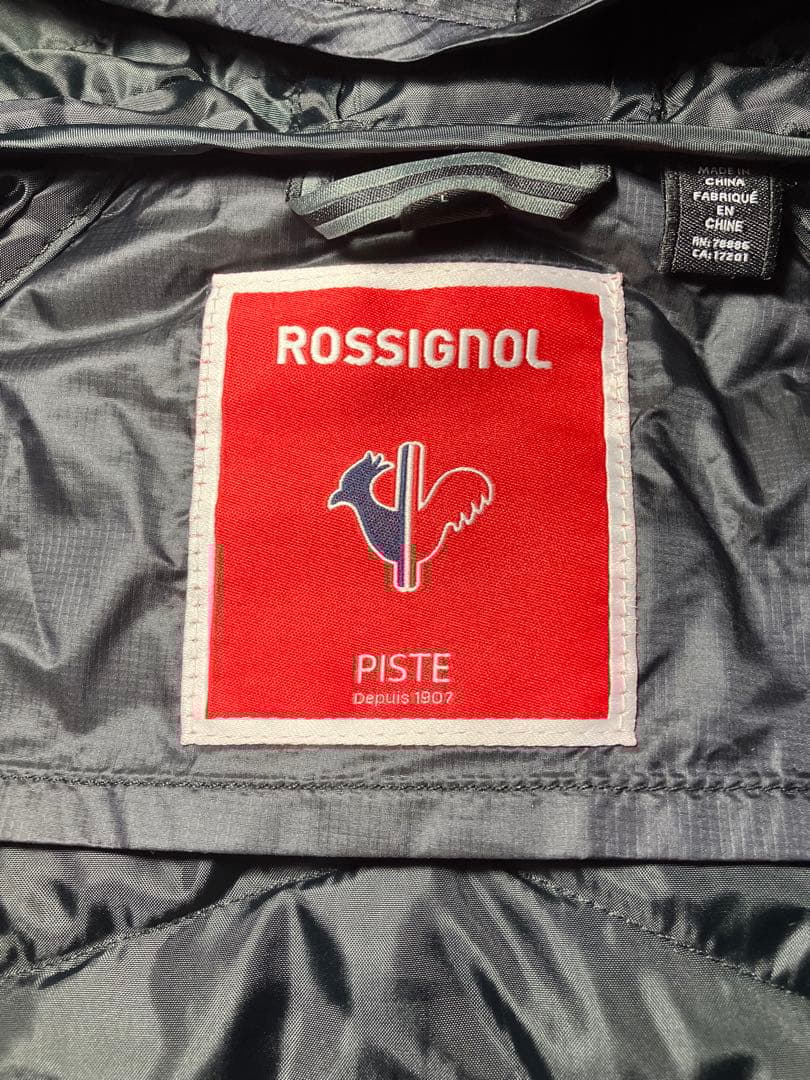 L
MADE IN
CHINA
FABRIQUÉ
EN
CHINE
RN: 78886
CA: 17201
ROSSIGNOL
PISTE
Depuis 1907